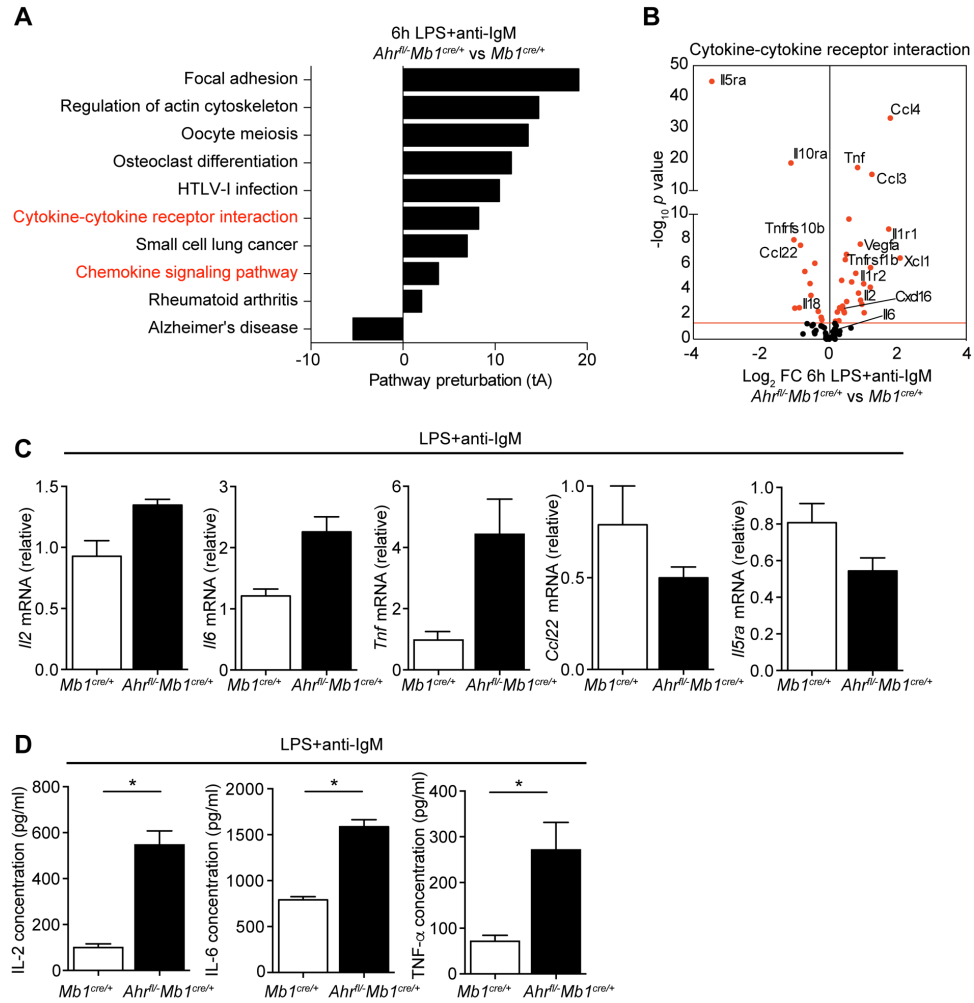 A
6h LPS+anti-IgM
Ahrfl/-Mb1cre/+ vs Mb1cre/+
Focal adhesion
Regulation of actin cytoskeleton
Oocyte meiosis
Osteoclast differentiation
HTLV-I infection
Cytokine-cytokine receptor interaction
Small cell lung cancer
Chemokine signaling pathway
Rheumatoid arthritis
Alzheimer's disease
-10 0 10 20
Pathway preturbation (tA)
B
Cytokine-cytokine receptor interaction
-log10 p value
50
40
30
20
10
10
8
6
4
2
0
Il5ra
Ccl4
Il10ra
Tnf
Ccl3
Tnfrfs10b
Il1r1
Ccl22
Vegfa
Tnfrsf1b
Xcl1
Il1r2
Il18
Il2
Cxcl16
Il6
-4 -2 0 2 4
Log2 FC 6h LPS+anti-IgM
Ahrfl/-Mb1cre/+ vs Mb1cre/+
C
LPS+anti-IgM
Il2 mRNA (relative)
1.5
1.0
0.5
0.0
Mb1cre/+ Ahrfl/-Mb1cre/+
Il6 mRNA (relative)
3
2
1
0
Mb1cre/+ Ahrfl/-Mb1cre/+
Tnf mRNA (relative)
6
4
2
0
Mb1cre/+ Ahrfl/-Mb1cre/+
Ccl22 mRNA (relative)
1.0
0.5
0.0
Mb1cre/+ Ahrfl/-Mb1cre/+
Il5ra mRNA (relative)
1.0
0.8
0.6
0.4
0.2
0.0
Mb1cre/+ Ahrfl/-Mb1cre/+
D
LPS+anti-IgM
IL-2 concentration (pg/ml)
800
600
400
200
0
*
Mb1cre/+ Ahrfl/-Mb1cre/+
IL-6 concentration (pg/ml)
2000
1500
1000
500
0
*
Mb1cre/+ Ahrfl/-Mb1cre/+
TNF-α concentration (pg/ml)
400
300
200
100
0
*
Mb1cre/+ Ahrfl/-Mb1cre/+